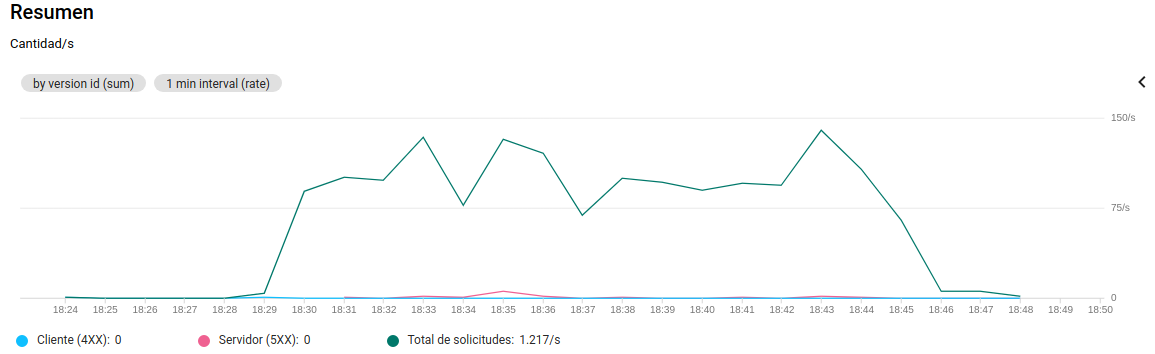 Resumen
Cantidad/s
by version id (sum) 1 min interval (rate)
150/s
75/s
0
18:24 18:25 18:26 18:27 18:28 18:29 18:30 18:31 18:32 18:33 18:34 18:35 18:36 18:37 18:38 18:39 18:40 18:41 18:42 18:43 18:44 18:45 18:46 18:47 18:48 18:49 18:50
Cliente (4XX): 0 Servidor (5XX): 0 Total de solicitudes: 1.217/s